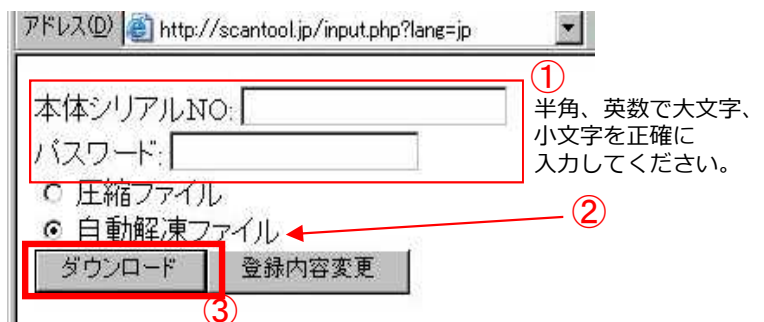 アドレス(D) http://scantool.jp/input.php?lang=jp
①
本体シリアルNO:
半角、英数で大文字、
小文字を正確に
入力してください。
パスワード:
圧縮ファイル
自動解凍ファイル
②
ダウンロード 登録内容変更
③